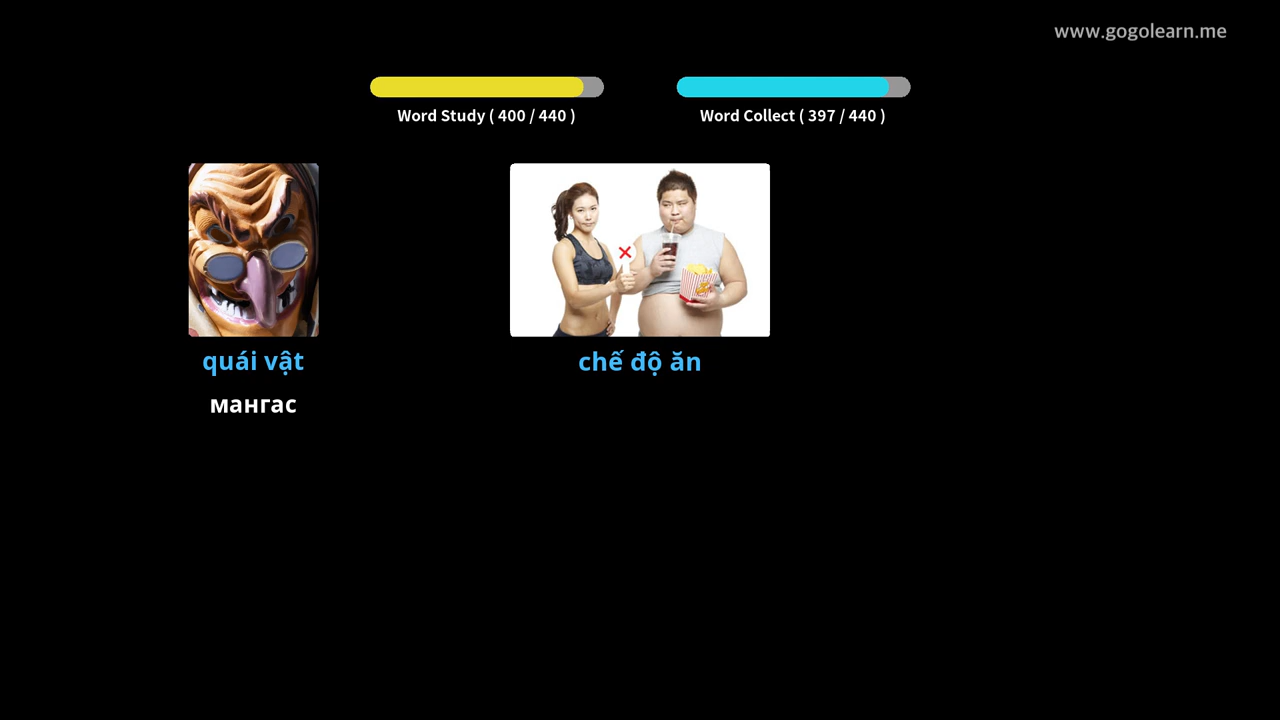 www.gogolearn.me
Word Study ( 400 / 440 )
Word Collect ( 397 / 440 )
quái vật
мангас
chế độ ăn